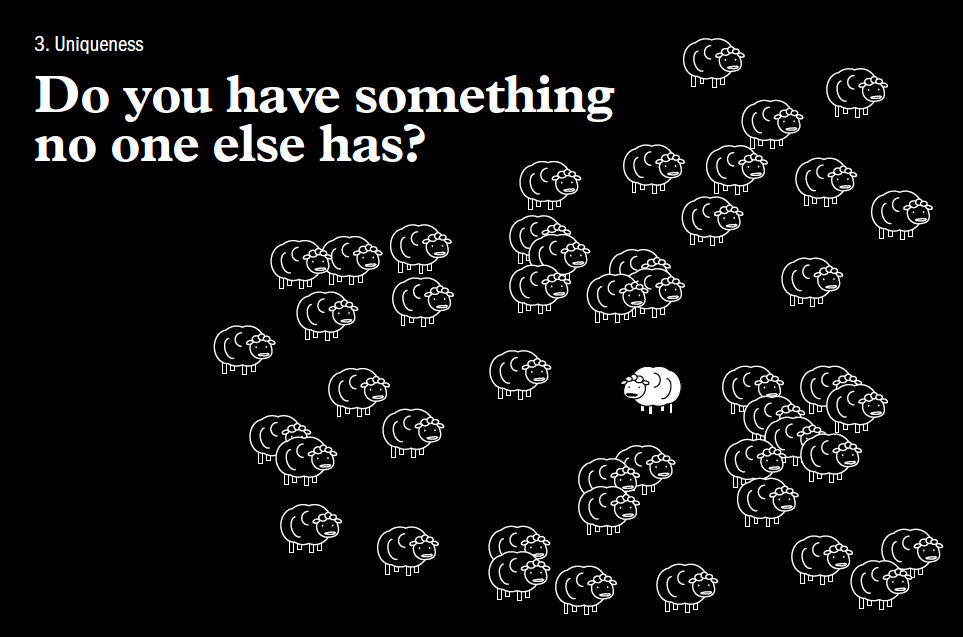 3. Uniqueness
Do you have something
no one else has?